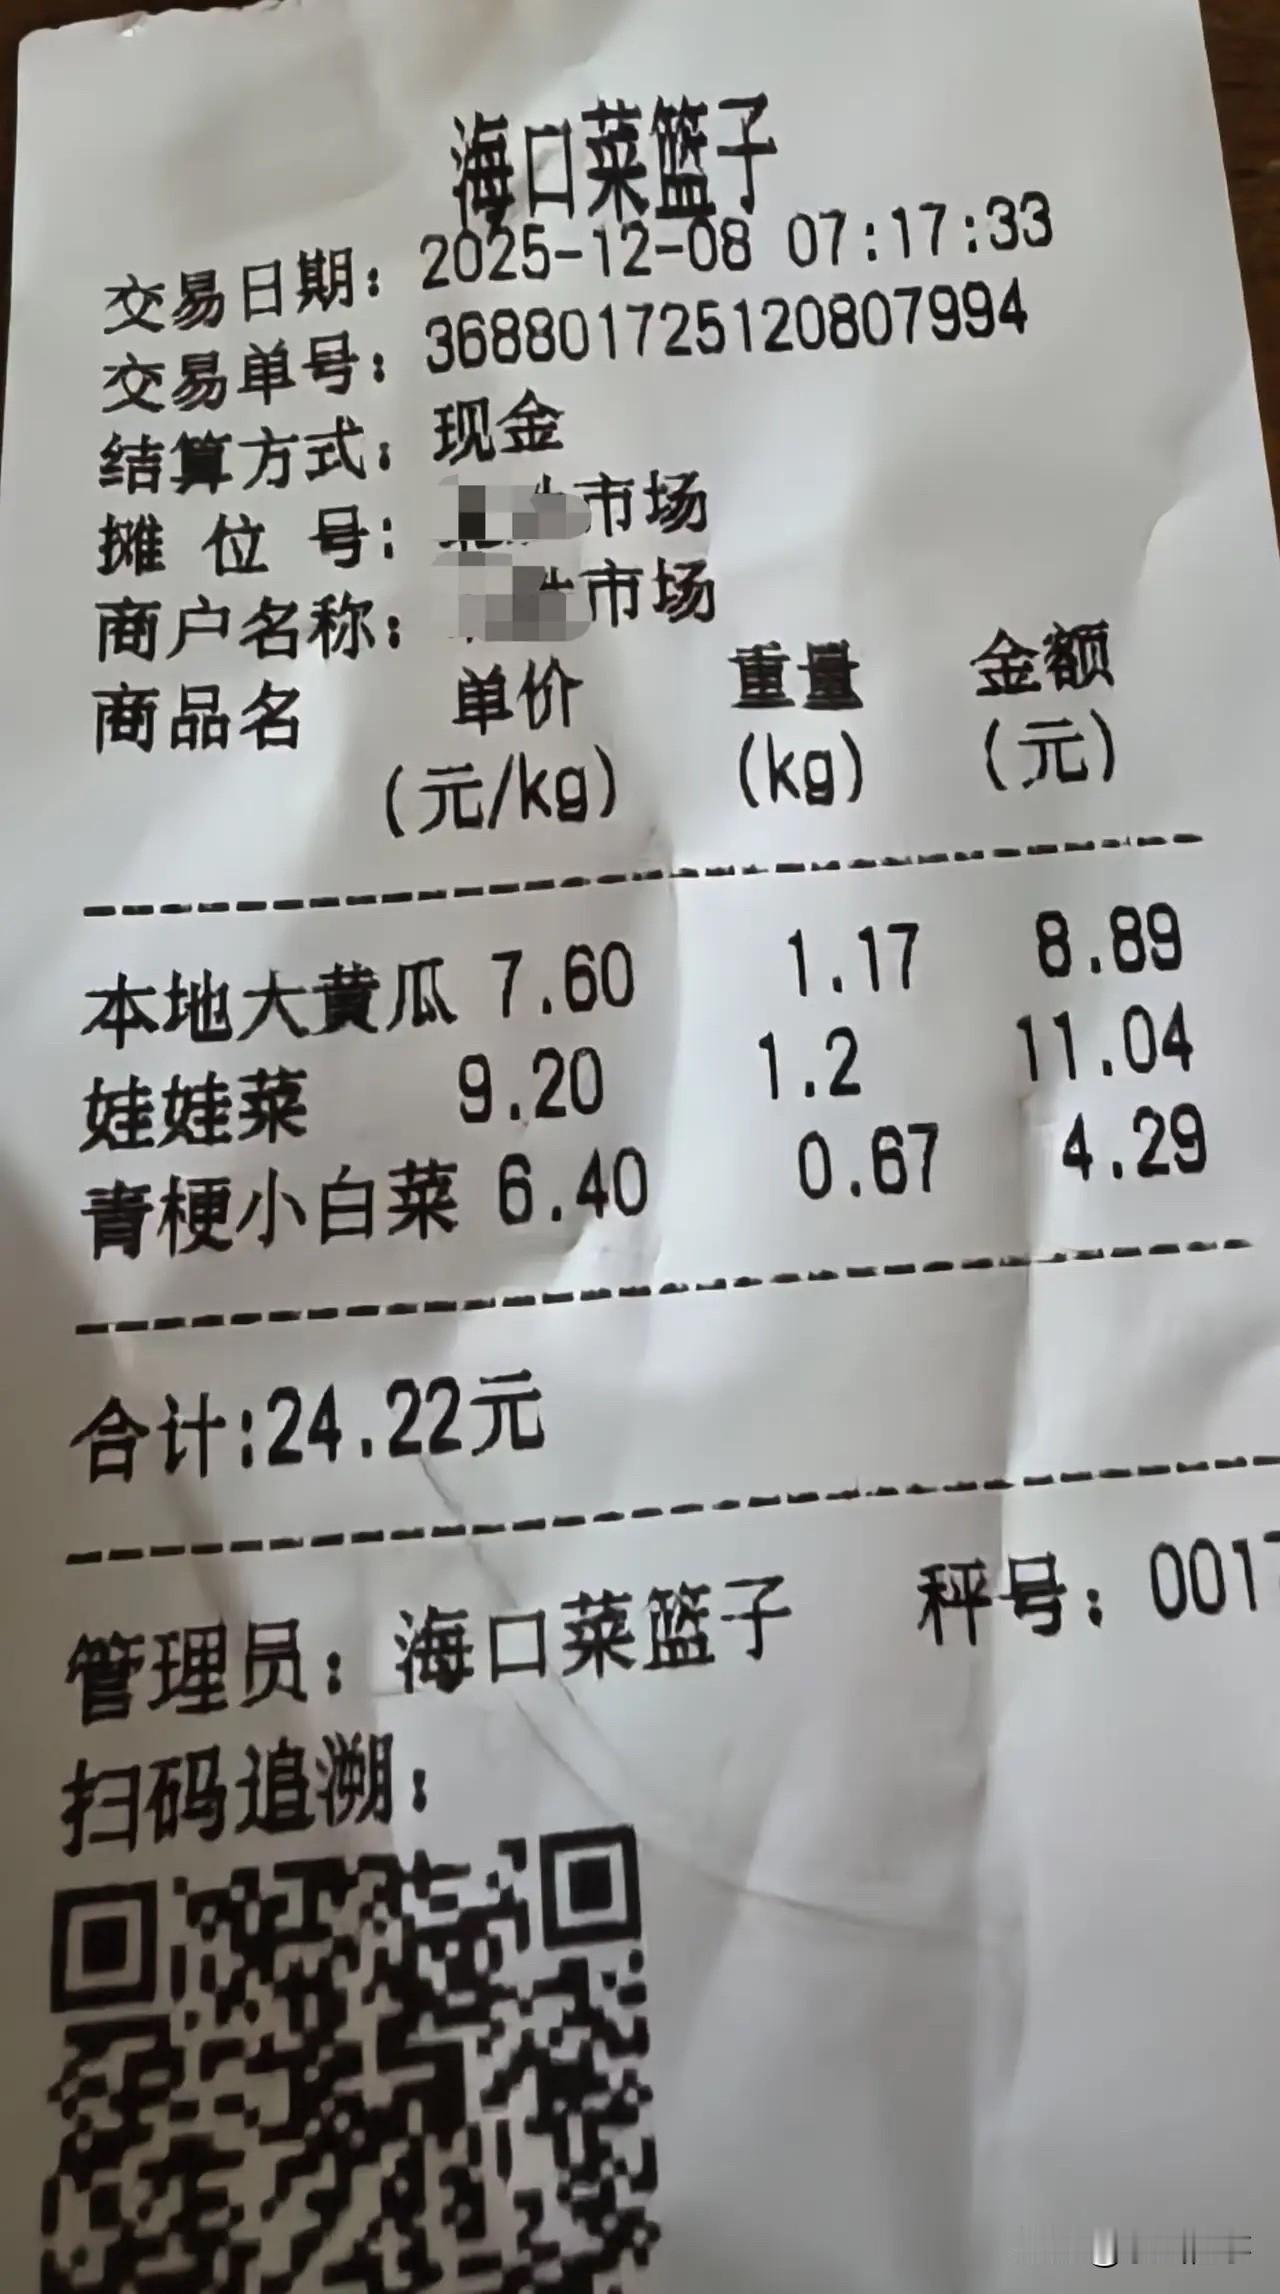 海口菜篮子
交易日期：2025-12-08 07:17:33
交易单号：368801725120807994
结算方式：现金
摊 位 号：市场
商户名称：市场
商品名 单价 重量 金额
(元/kg) (kg) (元)
本地大黄瓜 7.60 1.17 8.89
娃娃菜 9.20 1.2 11.04
青梗小白菜 6.40 0.67 4.29
合计:24.22元
管理员：海口菜篮子 秤号：0017
扫码追溯：